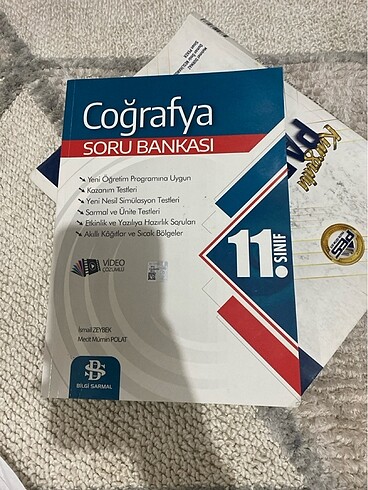 Coğrafya
SORU BANKASI
Yeni Öğretim Programına Uygun
Kazanım Testleri
Yeni Nesil Simülasyon Testleri
Sarmal ve Ünite Testleri
Etkinlik ve Yazılıya Hazırlık Soruları
Akıllı Kâğıtlar ve Sıcak Bölgeler
11. SINIF
VİDEO
ÇÖZÜMLÜ
İsmail ZEYBEK
Mecit Mümin POLAT
BS
BİLGİ SARMAL